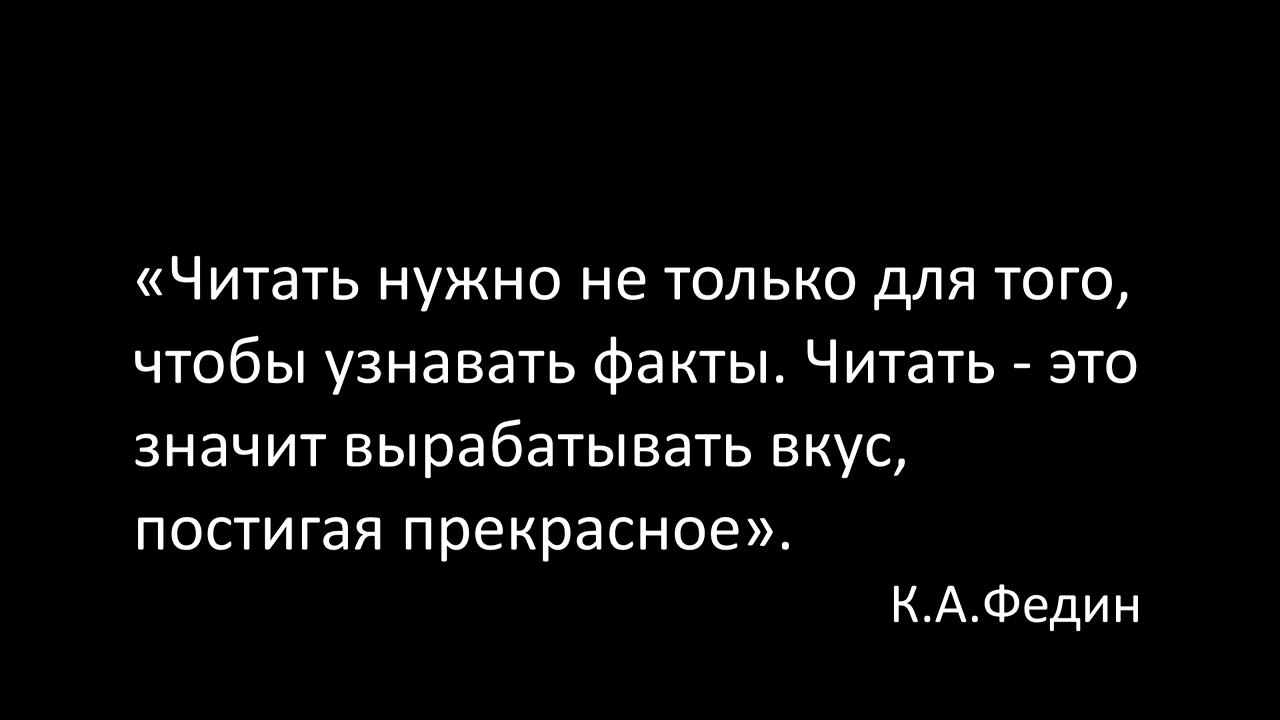 «Читать нужно не только для того,
чтобы узнавать факты. Читать - это
значит вырабатывать вкус,
постигая прекрасное».
К.А.Федин